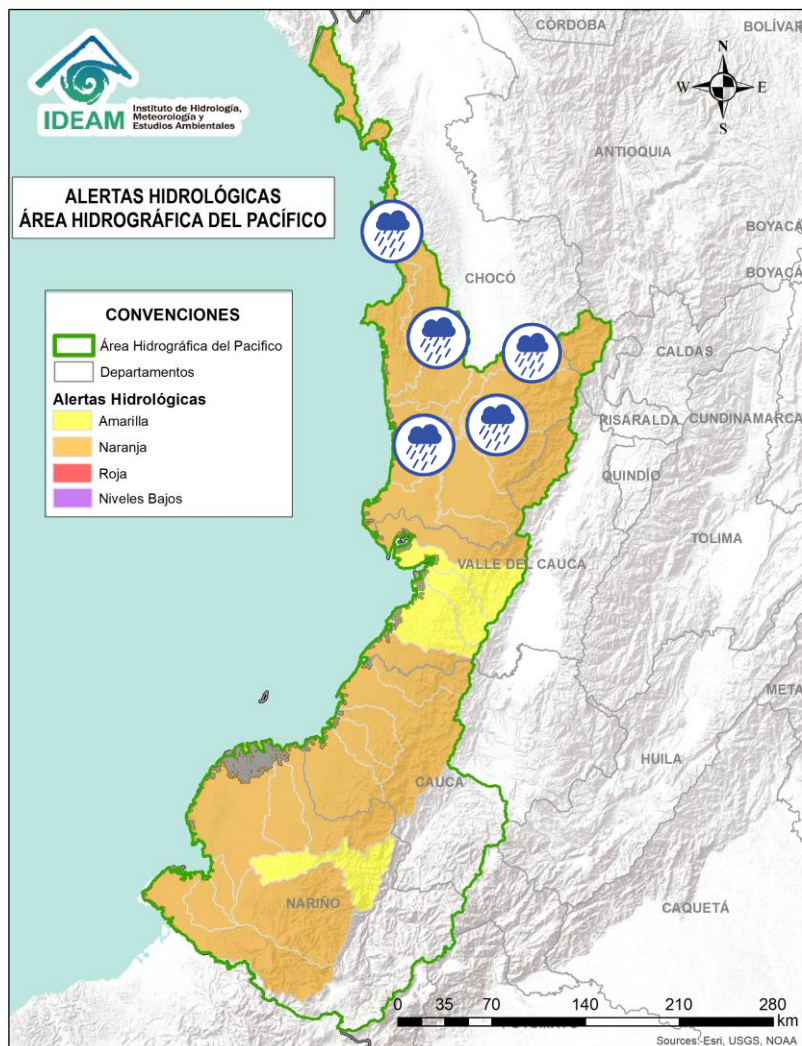 CÓRDOBA
BOLÍVAR
IDEAM
Instituto de Hidrología,
Meteorología y
Estudios Ambientales
N
W
E
S
ANTIOQUIA
ALERTAS HIDROLÓGICAS
ÁREA HIDROGRÁFICA DEL PACÍFICO
BOYACÁ
BOYACÁ
CHOCÓ
CONVENCIONES
Área Hidrográfica del Pacifico
Departamentos
Alertas Hidrológicas
Amarilla
Naranja
Roja
Niveles Bajos
CALDAS
RISARALDA
CUNDINAMARCA
QUINDÍO
TOLIMA
VALLE DEL CAUCA
META
HUILA
CAUCA
NARIÑO
CAQUETÁ
0 35 70 140 210 280
km
Sources: Esri, USGS, NOAA